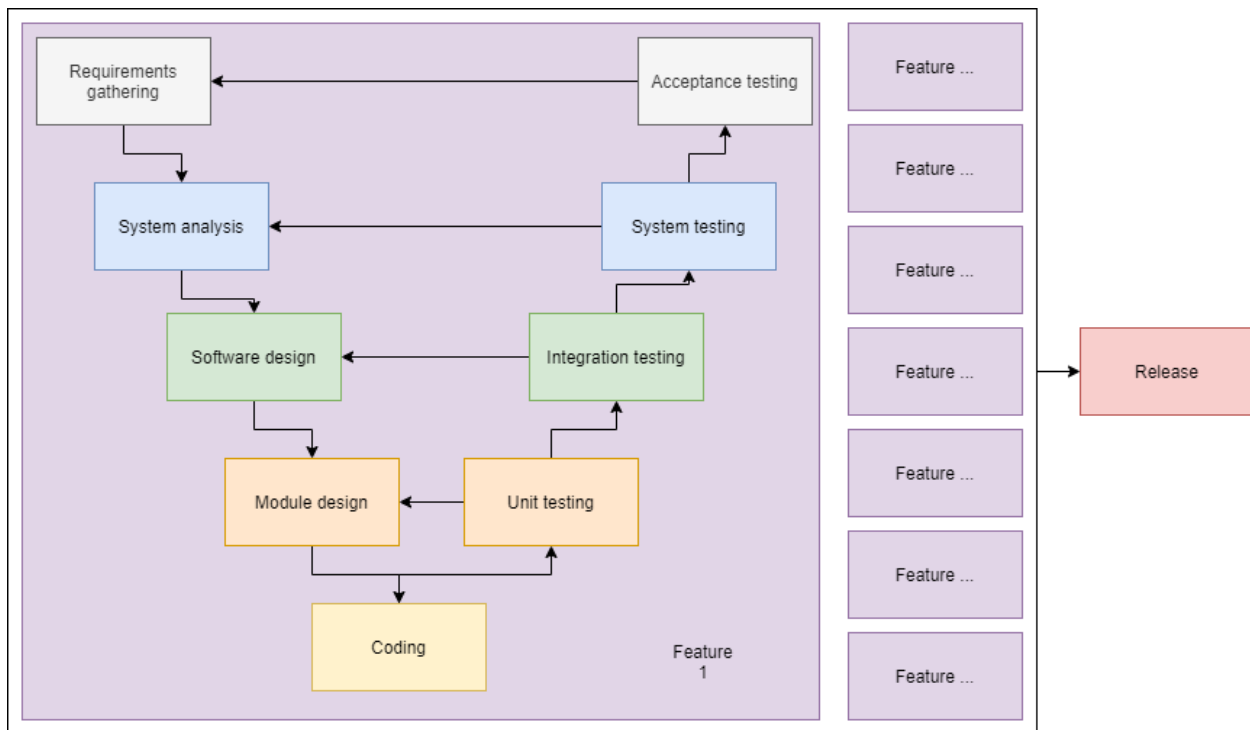 Requirements
gathering
Acceptance testing
System analysis
System testing
Software design
Integration testing
Module design
Unit testing
Coding
Feature
1
Feature ...
Feature ...
Feature ...
Feature ...
Feature ...
Feature ...
Feature ...
Release